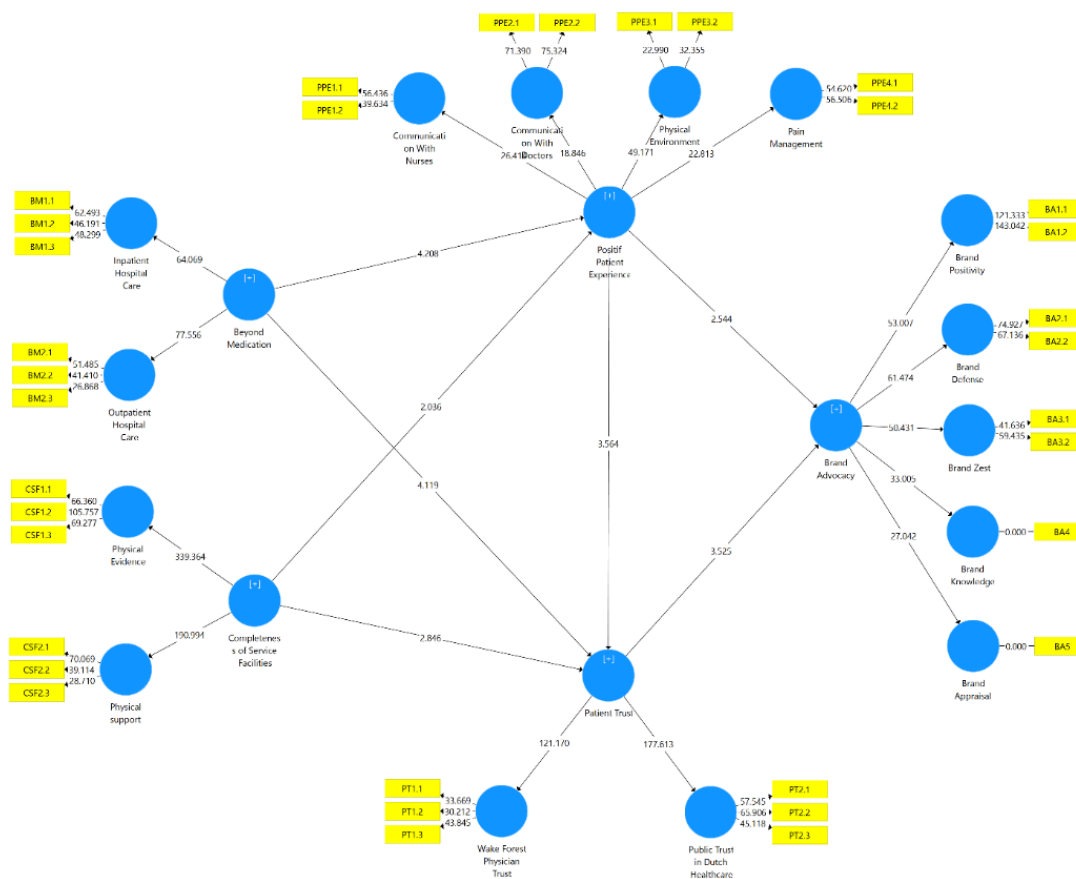 PPE2.1
PPE2.2
PPE3.1
PPE3.2
71.390
75.324
22.990
32.355
PPE1.1
PPE1.2
56.436
39.634
PPE4.1
PPE4.2
54.620
56.506
Communicati
on With
Nurses
Communicati
on With
Doctors
Physical
Environment
Pain
Management
18.846
49.171
22.813
BM1.1
BM1.2
BM1.3
62.493
46.191
48.299
Inpatient
Hospital
Care
64.069
[+]
Beyond
Medication
77.556
BM2.1
BM2.2
BM2.3
51.485
41.410
26.868
Outpatient
Hospital
Care
[+]
Positif
Patient
Experience
4.208
2.036
4.119
3.564
2.544
BA1.1
BA1.2
121.333
143.042
Brand
Positivity
53.007
BA2.1
BA2.2
74.927
67.136
Brand
Defense
61.474
[+]
Brand
Advocacy
50.431
BA3.1
BA3.2
41.636
59.435
Brand Zest
33.005
0.000
BA4
Brand
Knowledge
27.042
0.000
BA5
Brand
Appraisal
CSF1.1
CSF1.2
CSF1.3
66.360
105.757
69.277
Physical
Evidence
339.364
[+]
Completenes
s of Service
Facilities
190.994
CSF2.1
CSF2.2
CSF2.3
70.069
39.114
28.710
Physical
support
2.846
3.525
[+]
Patient Trust
121.170
177.613
PT1.1
PT1.2
PT1.3
33.669
30.212
43.845
Wake Forest
Physician
Trust
PT2.1
PT2.2
PT2.3
57.545
65.906
45.118
Public Trust
in Dutch
Healthcare